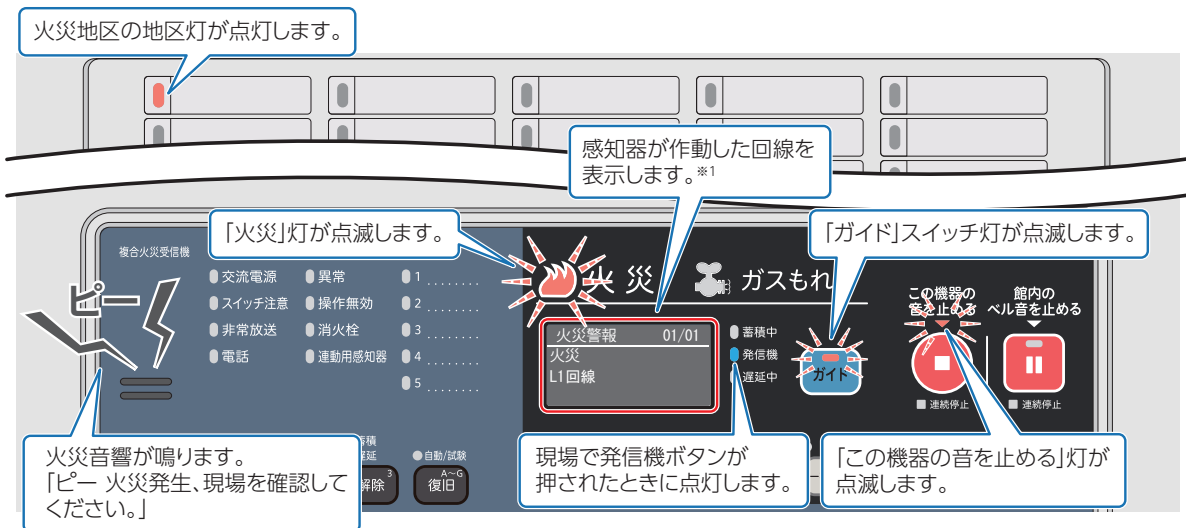 火災地区の地区灯が点灯します。
感知器が作動した回線を
表示します。※1
「火災」灯が点滅します。
「ガイド」スイッチ灯が点滅します。
複合火災受信機
ピー
交流電源
異常
1 ........
スイッチ注意
操作無効
2 ........
非常放送
消火栓
3 ........
電話
連動用感知器
4 ........
5 ........
火災
ガスもれ
火災警報 01/01
火災
L1回線
蓄積中
発信機
遅延中
ガイド
この機器の
音を止める
館内の
ベル音を止める
連続停止
連続停止
火災音響が鳴ります。
「ピー 火災発生、現場を確認して
ください。」
解除 3
自動/試験
A～G
復旧
現場で発信機ボタンが
押されたときに点灯します。
「この機器の音を止める」灯が
点滅します。